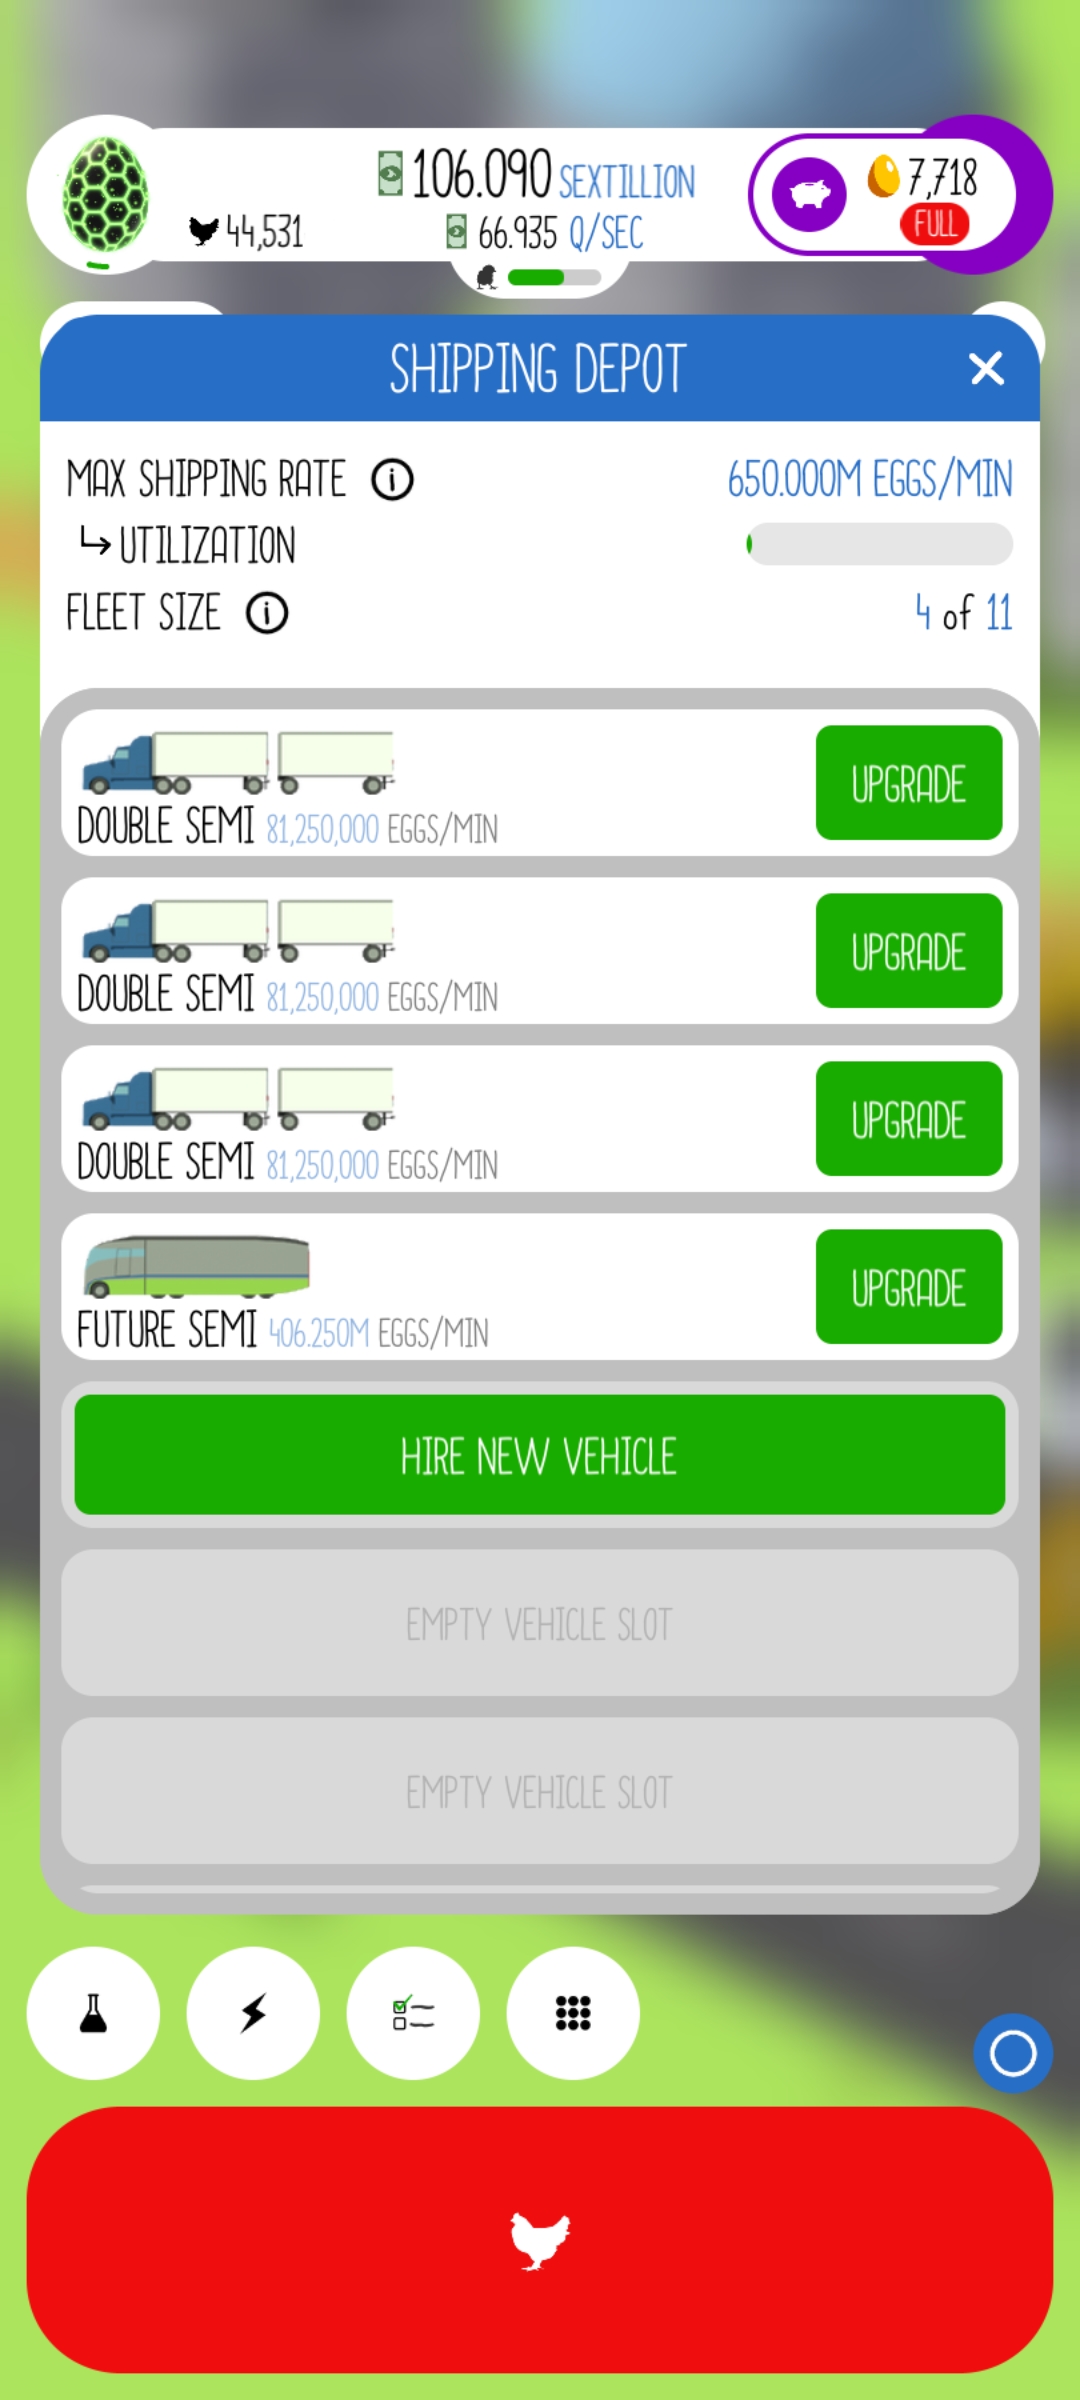 106.090 SEXTILLION
7,718
44,531
66.935 Q/SEC
FULL
SHIPPING DEPOT
MAX SHIPPING RATE
650.000M EGGS/MIN
UTILIZATION
FLEET SIZE
4 of 11
UPGRADE
DOUBLE SEMI 81,250,000 EGGS/MIN
UPGRADE
DOUBLE SEMI 81,250,000 EGGS/MIN
UPGRADE
DOUBLE SEMI 81,250,000 EGGS/MIN
UPGRADE
FUTURE SEMI 406.250M EGGS/MIN
HIRE NEW VEHICLE
EMPTY VEHICLE SLOT
EMPTY VEHICLE SLOT